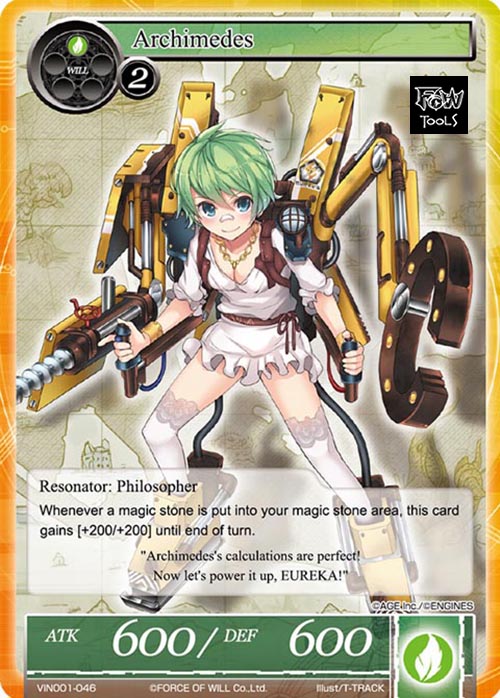 Archimedes
WILL
2
FOW
TOOLS
Resonator: Philosopher
Whenever a magic stone is put into your magic stone area, this card
gains [+200/+200] until end of turn.
"Archimedes's calculations are perfect!
Now let's power it up, EUREKA!"
©AGE Inc./©ENGINES
ATK 600 / DEF 600
VIN001-046 ©FORCE OF WILL Co.,Ltd. Illust/T-TRACK